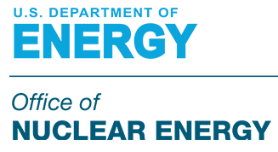 U.S. DEPARTMENT OF
ENERGY
Office of
NUCLEAR ENERGY